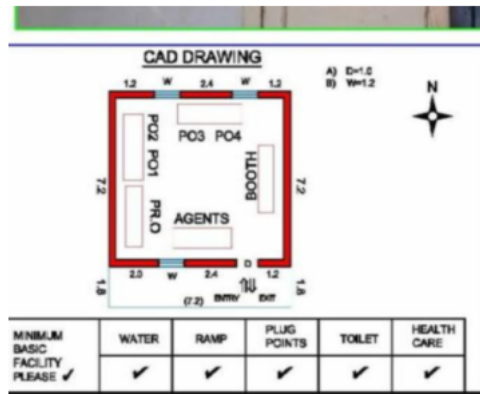 CAD DRAWING
A) D=1.0
B) W=1.2
N
1.2 W 2.4 W 1.2
PO2 PO1
PO3 PO4
7.2
BOOTH
7.2
PR.O
AGENTS
D
2.0 W 2.4 1.2
1.8
1.8
(7.2) ENTRY EXIT
MINIMUM BASIC FACILITY PLEASE ✓
WATER RAMP PLUG POINTS TOILET HEALTH CARE
✓ ✓ ✓ ✓ ✓